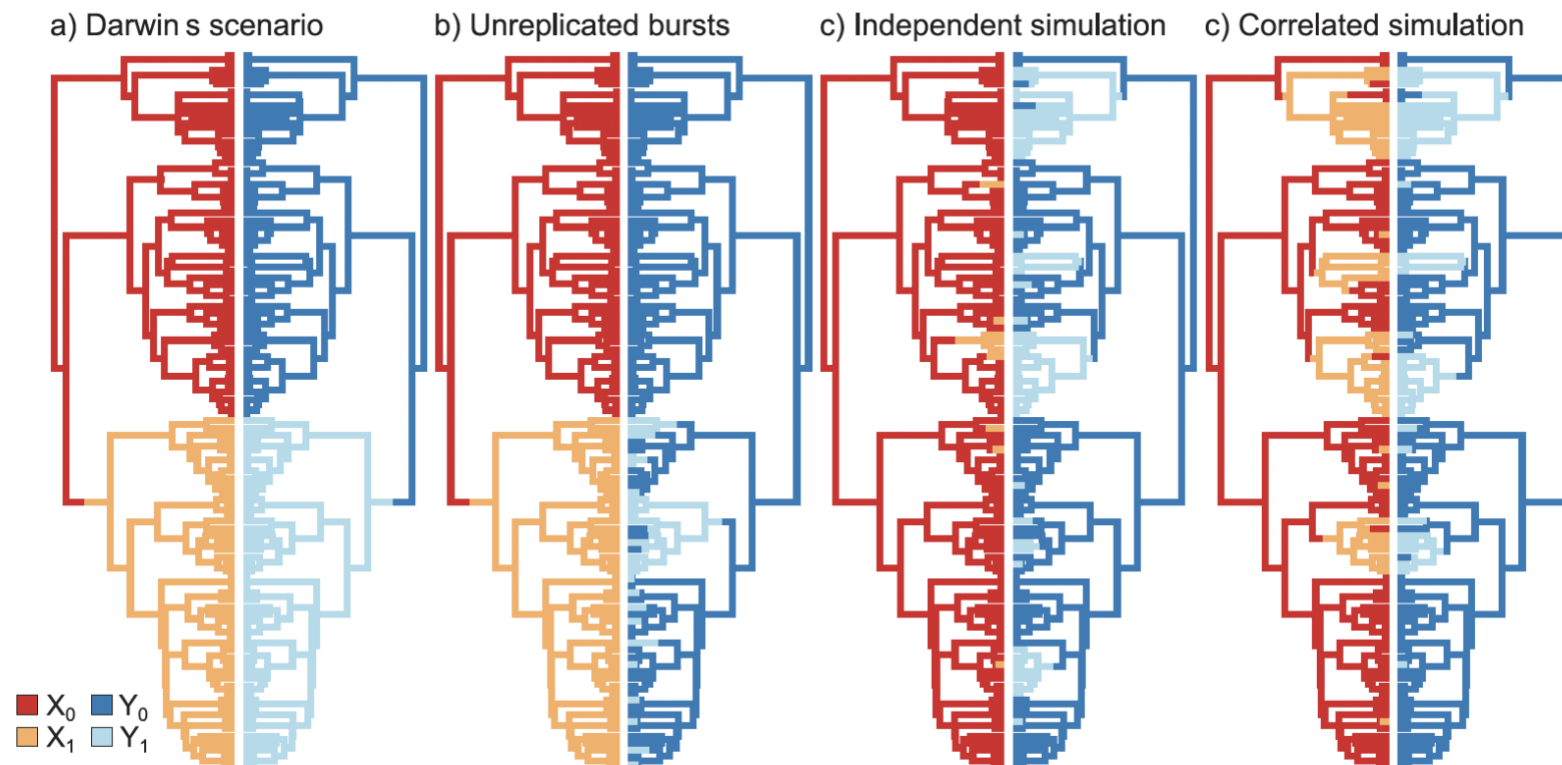 a) Darwin s scenario
b) Unreplicated bursts
c) Independent simulation
c) Correlated simulation
X₀ Y₀
X₁ Y₁